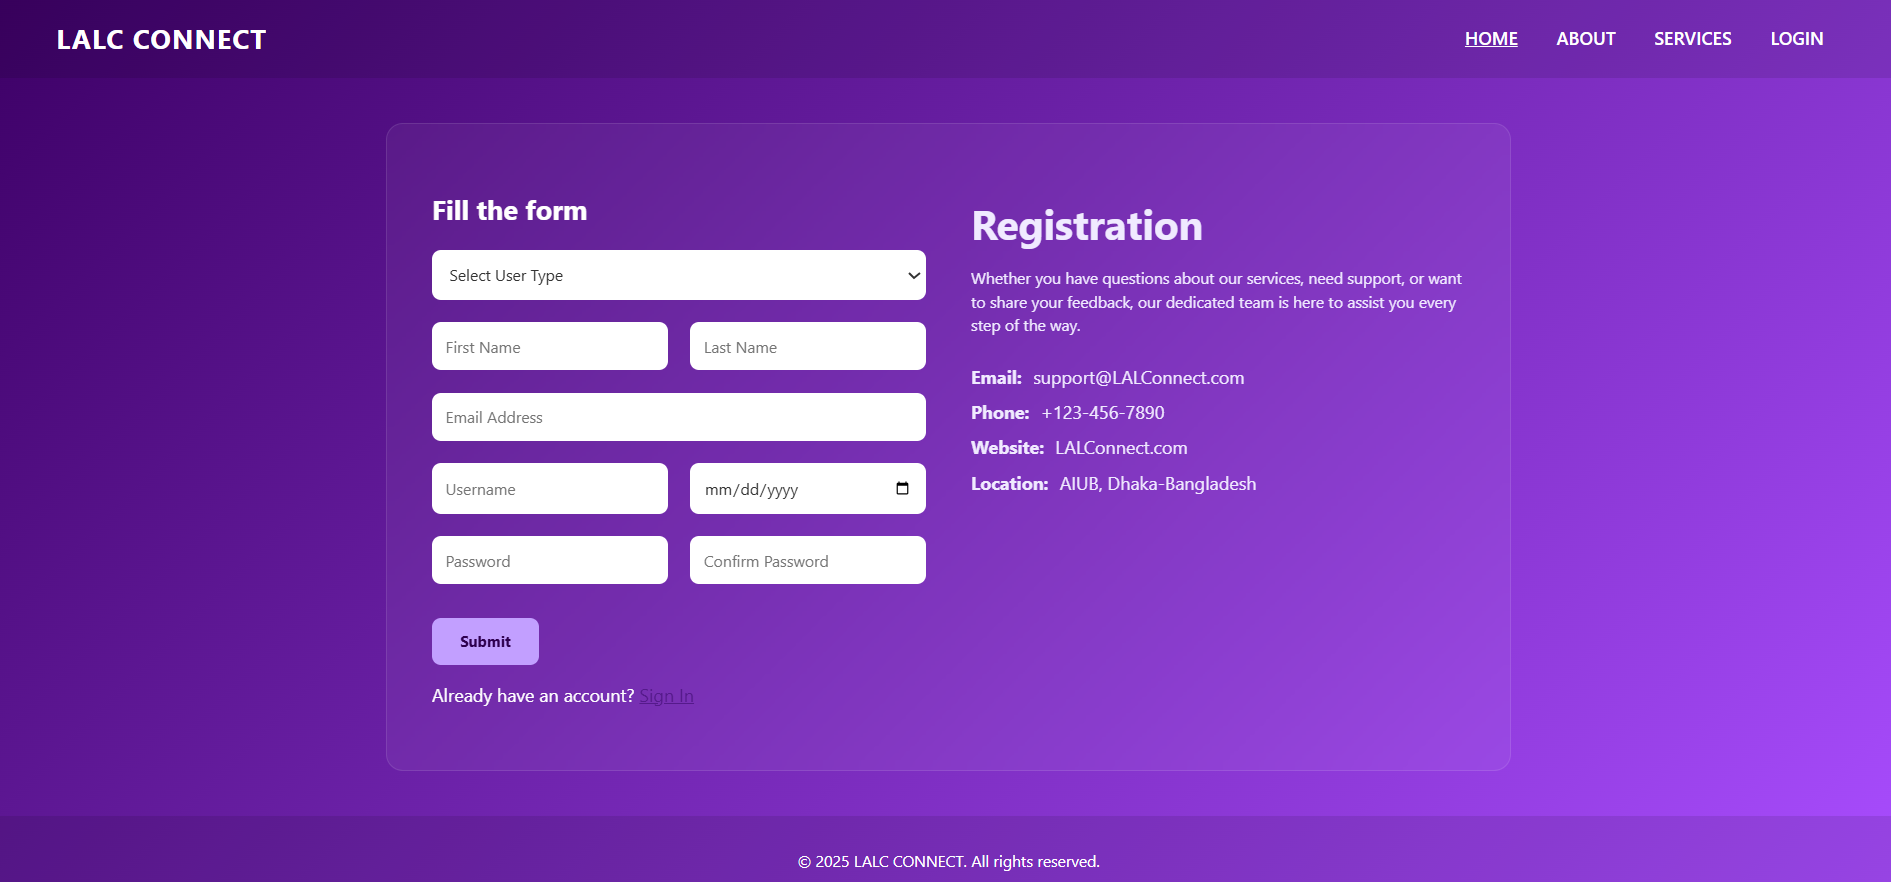 LALC CONNECT
HOME ABOUT SERVICES LOGIN
Fill the form
Select User Type
First Name Last Name
Email Address
Username mm/dd/yyyy
Password Confirm Password
Submit
Already have an account? Sign In
Registration
Whether you have questions about our services, need support, or want
to share your feedback, our dedicated team is here to assist you every
step of the way.
Email: support@LALConnect.com
Phone: +123-456-7890
Website: LALConnect.com
Location: AIUB, Dhaka-Bangladesh
© 2025 LALC CONNECT. All rights reserved.